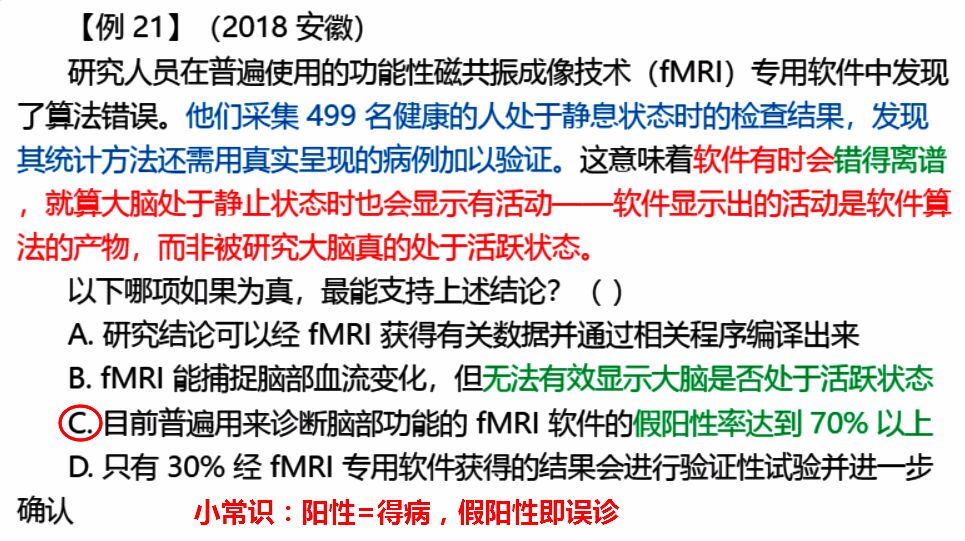 【例 21】（2018 安徽）
研究人员在普遍使用的功能性磁共振成像技术（fMRI）专用软件中发现
了算法错误。他们采集 499 名健康的人处于静息状态时的检查结果，发现
其统计方法还需用真实呈现的病例加以验证。这意味着软件有时会错得离谱
，就算大脑处于静止状态时也会显示有活动——软件显示出的活动是软件算
法的产物，而非被研究大脑真的处于活跃状态。
以下哪项如果为真，最能支持上述结论？（ ）
A. 研究结论可以经 fMRI 获得有关数据并通过相关程序编译出来
B. fMRI 能捕捉脑部血流变化，但无法有效显示大脑是否处于活跃状态
C. 目前普遍用来诊断脑部功能的 fMRI 软件的假阳性率达到 70% 以上
D. 只有 30% 经 fMRI 专用软件获得的结果会进行验证性试验并进一步
确认 小常识：阳性=得病，假阳性即误诊